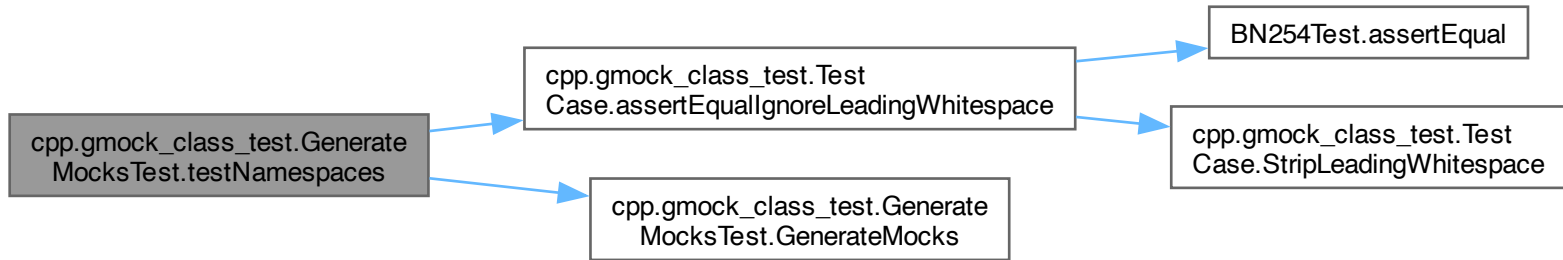 cpp.gmock_class_test.Generate
MocksTest.testNamespaces
cpp.gmock_class_test.Test
Case.assertEqualIgnoreLeadingWhitespace
BN254Test.assertEqual
cpp.gmock_class_test.Test
Case.StripLeadingWhitespace
cpp.gmock_class_test.Generate
MocksTest.GenerateMocks